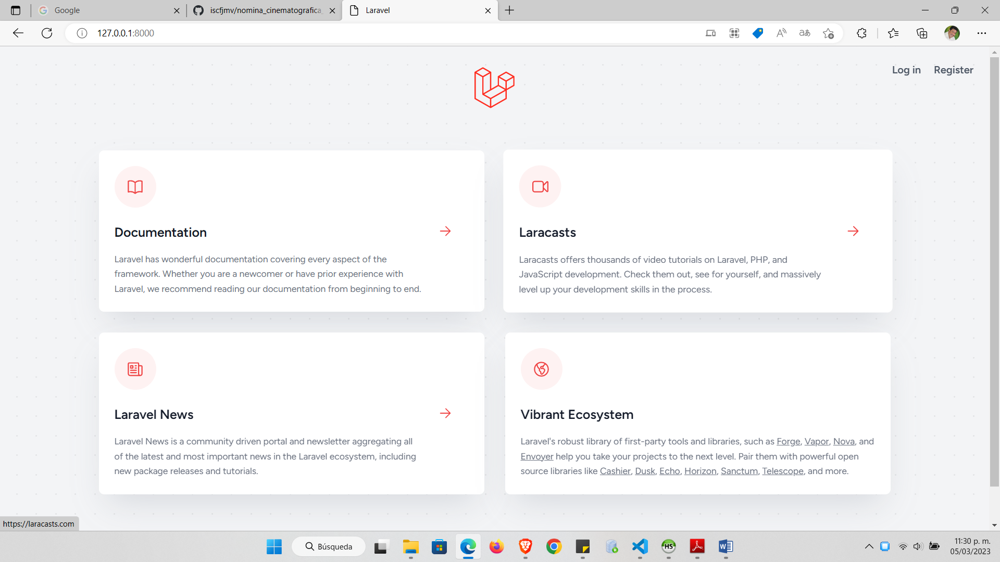 Google
iscfjmv/nomina_cinematografica_
Laravel
127.0.0.1:8000
Log in Register
Documentation
Laravel has wonderful documentation covering every aspect of the
framework. Whether you are a newcomer or have prior experience with
Laravel, we recommend reading our documentation from beginning to end.
Laracasts
Laracasts offers thousands of video tutorials on Laravel, PHP, and
JavaScript development. Check them out, see for yourself, and massively
level up your development skills in the process.
Laravel News
Laravel News is a community driven portal and newsletter aggregating all
of the latest and most important news in the Laravel ecosystem, including
new package releases and tutorials.
Vibrant Ecosystem
Laravel's robust library of first-party tools and libraries, such as Forge, Vapor, Nova, and
Envoyer help you take your projects to the next level. Pair them with powerful open
source libraries like Cashier, Dusk, Echo, Horizon, Sanctum, Telescope, and more.
https://laracasts.com
Búsqueda
HS
11:30 p. m.
05/03/2023